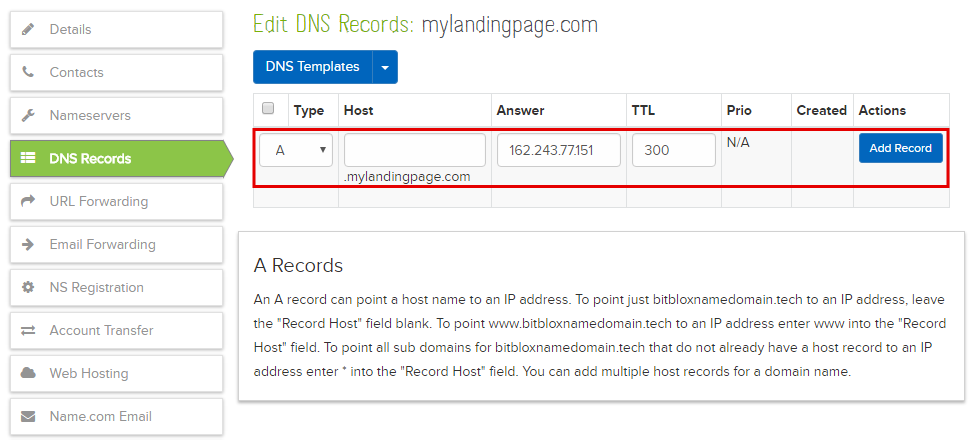 Details
Contacts
Nameservers
DNS Records
URL Forwarding
Email Forwarding
NS Registration
Account Transfer
Web Hosting
Name.com Email
Edit DNS Records: mylandingpage.com
DNS Templates
Type Host Answer TTL Prio Created Actions
A 162.243.77.151 300 N/A Add Record
.mylandingpage.com
A Records
An A record can point a host name to an IP address. To point just bitbloxnamedomain.tech to an IP address, leave
the "Record Host" field blank. To point www.bitbloxnamedomain.tech to an IP address enter www into the "Record
Host" field. To point all sub domains for bitbloxnamedomain.tech that do not already have a host record to an IP
address enter * into the "Record Host" field. You can add multiple host records for a domain name.